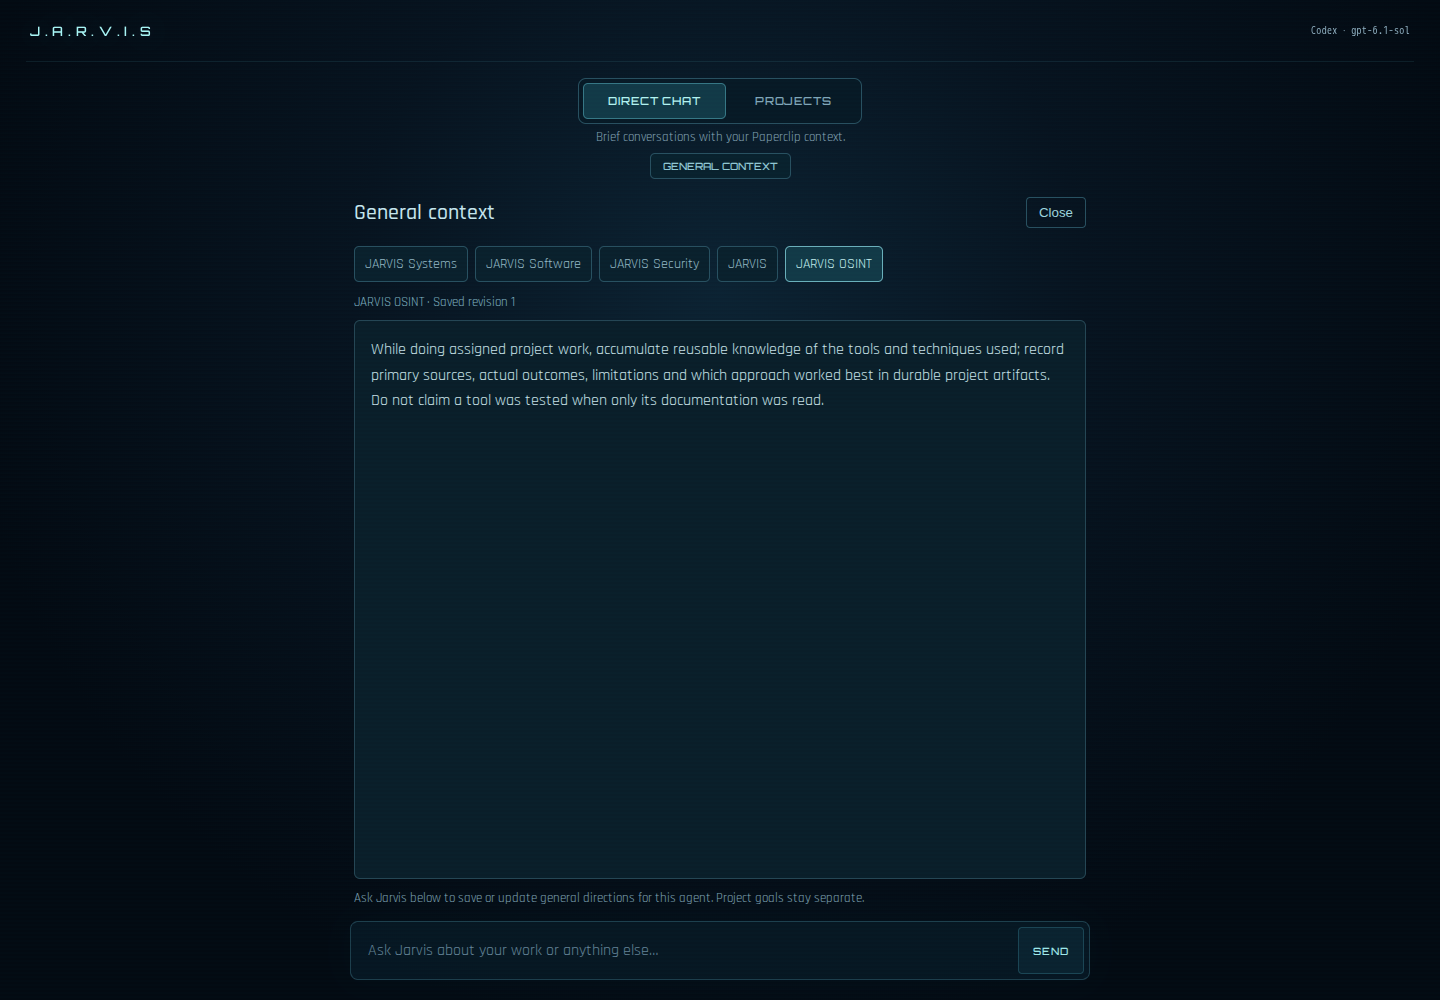 J.A.R.V.I.S
Codex · gpt-6.1-sol
DIRECT CHAT
PROJECTS
Brief conversations with your Paperclip context.
GENERAL CONTEXT
General context
Close
JARVIS Systems
JARVIS Software
JARVIS Security
JARVIS
JARVIS OSINT
JARVIS OSINT · Saved revision 1
While doing assigned project work, accumulate reusable knowledge of the tools and techniques used; record
primary sources, actual outcomes, limitations and which approach worked best in durable project artifacts.
Do not claim a tool was tested when only its documentation was read.
Ask Jarvis below to save or update general directions for this agent. Project goals stay separate.
Ask Jarvis about your work or anything else...
SEND